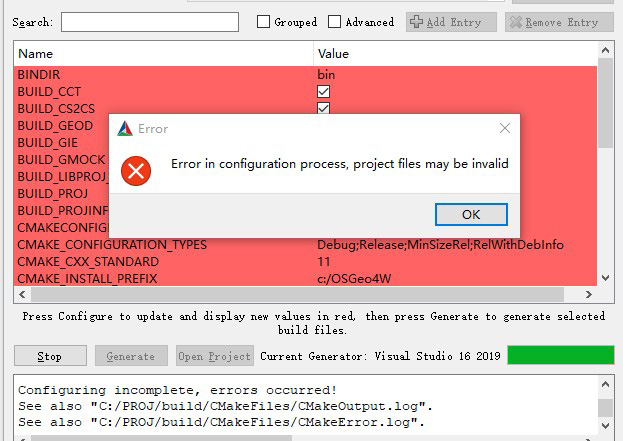 Search:
Grouped
Advanced
Add Entry
Remove Entry
Name Value
BINDIR bin
BUILD_CCT
BUILD_CS2CS
BUILD_GEOD
BUILD_GIE
BUILD_GMOCK
BUILD_LIBPROJ_
BUILD_PROJ
BUILD_PROJINF
CMAKECONFIG
Error
Error in configuration process, project files may be invalid
OK
CMAKE_CONFIGURATION_TYPES Debug;Release;MinSizeRel;RelWithDebInfo
CMAKE_CXX_STANDARD 11
CMAKE_INSTALL_PREFIX c:/OSGeo4W
Press Configure to update and display new values in red, then press Generate to generate selected
build files.
Stop Generate Open Project Current Generator: Visual Studio 16 2019
Configuring incomplete, errors occurred!
See also "C:/PROJ/build/CMakeFiles/CMakeOutput.log".
See also "C:/PROJ/build/CMakeFiles/CMakeError.log".